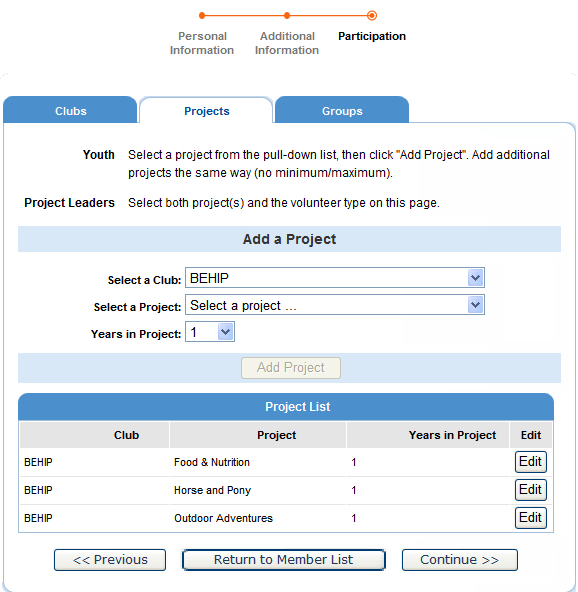 Personal Information
Additional Information
Participation
Clubs
Projects
Groups
Youth Select a project from the pull-down list, then click "Add Project". Add additional
projects the same way (no minimum/maximum).
Project Leaders Select both project(s) and the volunteer type on this page.
Add a Project
Select a Club: BEHIP
Select a Project: Select a project ...
Years in Project: 1
Add Project
Project List
Club Project Years in Project Edit
BEHIP Food & Nutrition 1 Edit
BEHIP Horse and Pony 1 Edit
BEHIP Outdoor Adventures 1 Edit
<< Previous Return to Member List Continue >>